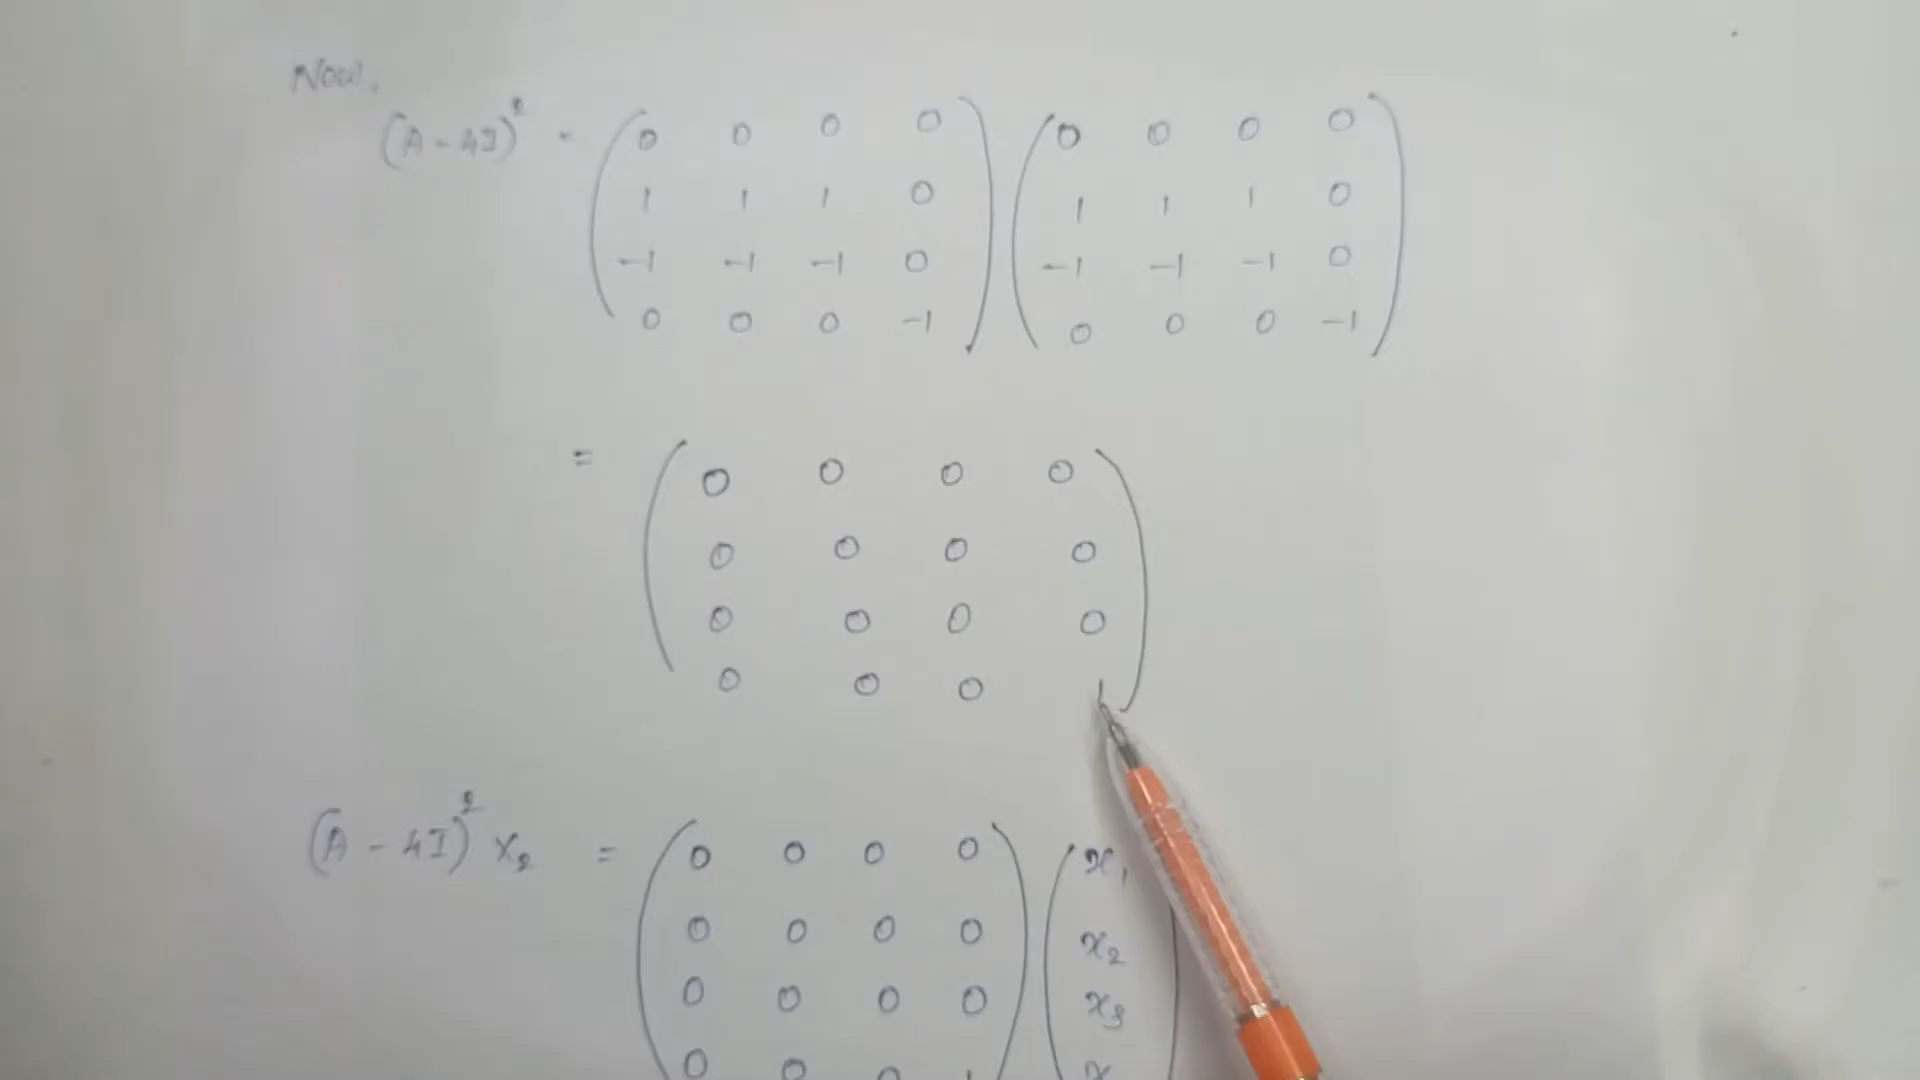 Now,
(A - 4I)² = ( 0 0 0 0 ) ( 0 0 0 0 )
( 1 1 1 0 ) ( 1 1 1 0 )
( -1 -1 -1 0 ) ( -1 -1 -1 0 )
( 0 0 0 -1 ) ( 0 0 0 -1 )
= ( 0 0 0 0 )
( 0 0 0 0 )
( 0 0 0 0 )
( 0 0 0 1 )
(A - 4I)² x₂ = ( 0 0 0 0 ) ( x₁ )
( 0 0 0 0 ) ( x₂ )
( 0 0 0 0 ) ( x₃ )
( 0 0 0 1 ) ( x